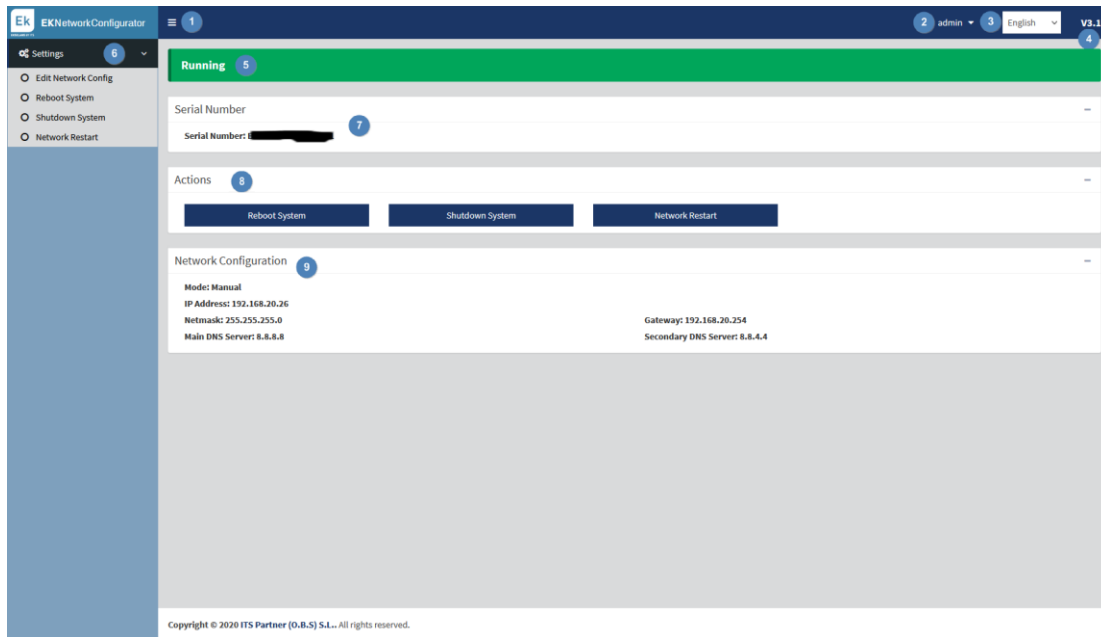 Ek EKNetworkConfigurator 1 2 admin 3 English V3.1
4
Settings 6
Running 5
Edit Network Config
Reboot System
Shutdown System
Network Restart
Serial Number
7
Serial Number:
Actions 8
Reboot System Shutdown System Network Restart
Network Configuration 9
Mode: Manual
IP Address: 192.168.20.26
Netmask: 255.255.255.0 Gateway: 192.168.20.254
Main DNS Server: 8.8.8.8 Secondary DNS Server: 8.8.4.4
Copyright © 2020 ITS Partner (O.B.S) S.L.. All rights reserved.